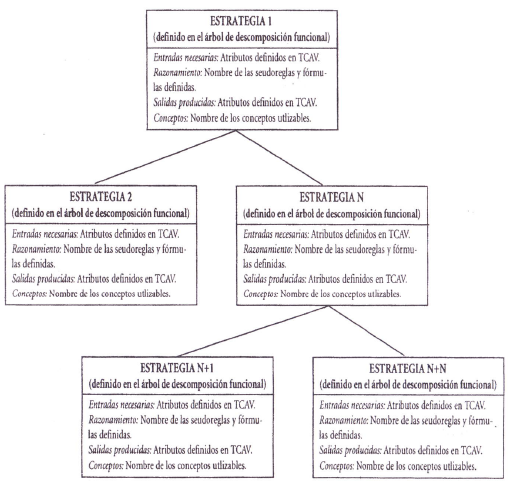 ESTRATEGIA 1
(definido en el árbol de descomposición funcional)
Entradas necesarias: Atributos definidos en TCAV.
Razonamiento: Nombre de las seudoreglas y fórmu-
las definidas.
Salidas producidas: Atributos definidos en TCAV.
Conceptos: Nombre de los conceptos utlizables.
ESTRATEGIA 2
(definido en el árbol de descomposición funcional)
Entradas necesarias: Atributos definidos en TCAV.
Razonamiento: Nombre de las seudoreglas y fórmu-
las definidas.
Salidas producidas: Atributos definidos en TCAV.
Conceptos: Nombre de los conceptos utlizables.
ESTRATEGIA N
(definido en el árbol de descomposición funcional)
Entradas necesarias: Atributos definidos en TCAV.
Razonamiento: Nombre de las seudoreglas y fórmu-
las definidas.
Salidas producidas: Atributos definidos en TCAV.
Conceptos: Nombre de los conceptos utlizables.
ESTRATEGIA N+1
(definido en el árbol de descomposición funcional)
Entradas necesarias: Atributos definidos en TCAV.
Razonamiento: Nombre de las seudoreglas y fórmu-
las definidas.
Salidas producidas: Atributos definidos en TCAV.
Conceptos: Nombre de los conceptos utlizables.
ESTRATEGIA N+N
(definido en el árbol de descomposición funcional)
Entradas necesarias: Atributos definidos en TCAV.
Razonamiento: Nombre de las seudoreglas y fórmu-
las definidas.
Salidas producidas: Atributos definidos en TCAV.
Conceptos: Nombre de los conceptos utlizables.